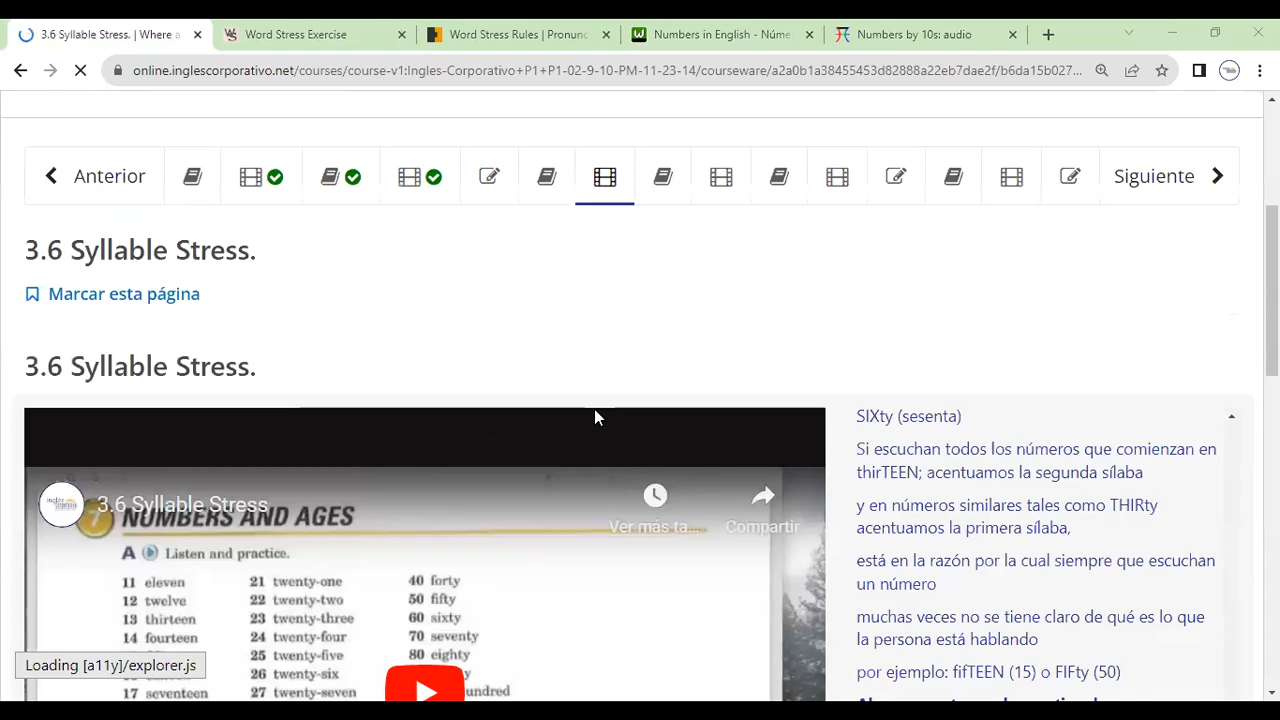 3.6 Syllable Stress. | Where a
Word Stress Exercise
Word Stress Rules | Pronunc
Numbers in English - Núme
Numbers by 10s: audio
online.inglescorporativo.net/courses/course-v1:Ingles-Corporativo+P1+P1-02-9-10-PM-11-23-14/courseware/a2a0b1a38455453d82888a22eb7dae2f/b6da15b027...
Anterior
Siguiente
3.6 Syllable Stress.
Marcar esta página
3.6 Syllable Stress.
3.6 Syllable Stress
Ver más ta...
Compartir
7 NUMBERS AND AGES
A Listen and practice.
11 eleven 21 twenty-one 40 forty
12 twelve 22 twenty-two 50 fifty
13 thirteen 23 twenty-three 60 sixty
14 fourteen 24 twenty-four 70 seventy
25 twenty-five 80 eighty
26 twenty-six
17 seventeen 27 twenty-seven undred
Loading [a11y]/explorer.js
SIXty (sesenta)
Si escuchan todos los números que comienzan en
thirTEEN; acentuamos la segunda sílaba
y en números similares tales como THIRty
acentuamos la primera sílaba,
está en la razón por la cual siempre que escuchan
un número
muchas veces no se tiene claro de qué es lo que
la persona está hablando
por ejemplo: fifTEEN (15) o FIFty (50)